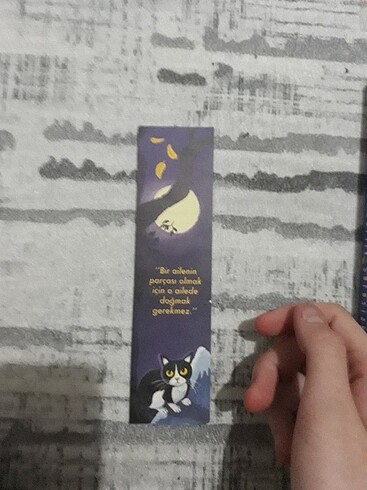 "Bir ailenin
parçası olmak
için o ailede
doğmak
gerekmez."